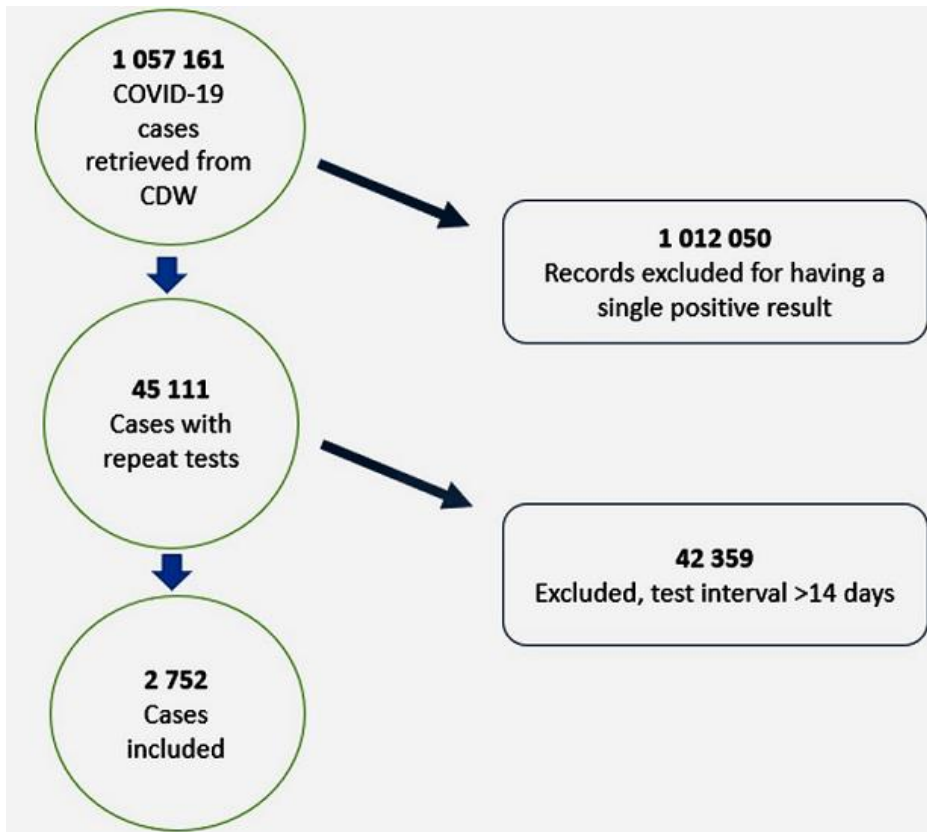 1 057 161
COVID-19
cases
retrieved from
CDW
1 012 050
Records excluded for having a
single positive result
45 111
Cases with
repeat tests
42 359
Excluded, test interval >14 days
2 752
Cases
included